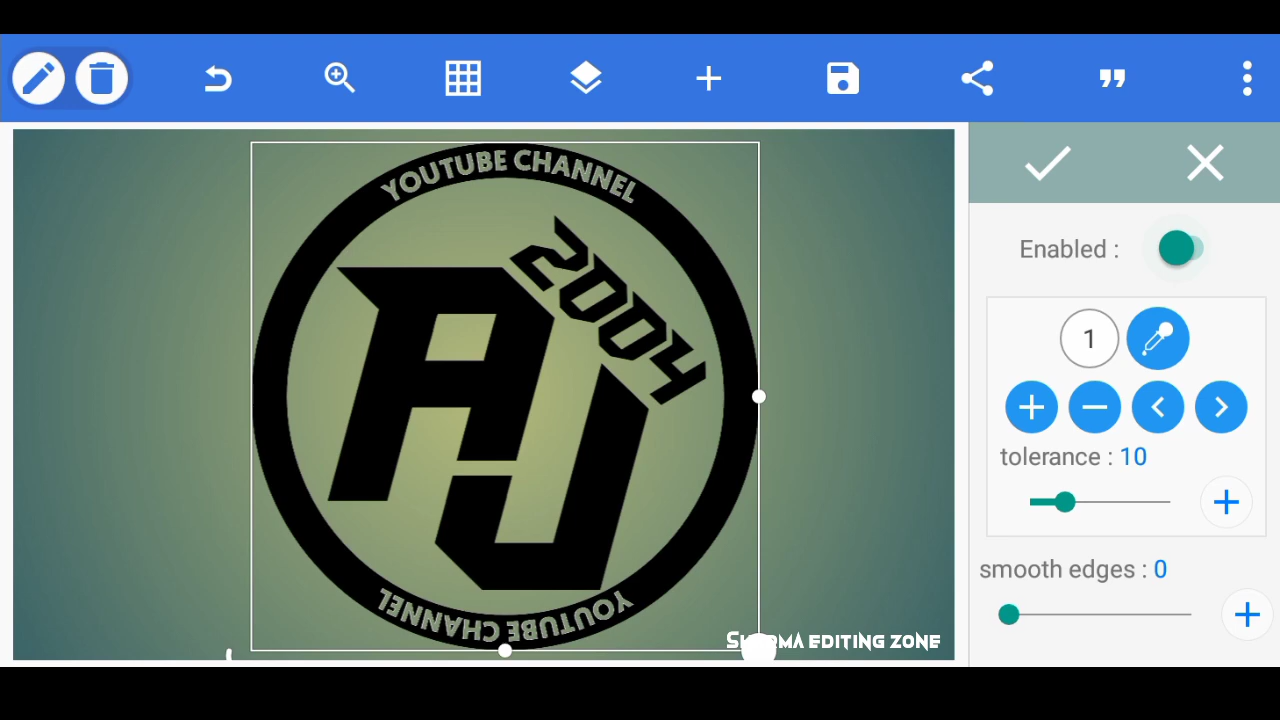 YOUTUBE CHANNEL
2004
AJ
YOUTUBE CHANNEL
EDITING ZONE
Enabled :
1
tolerance : 10
smooth edges : 0